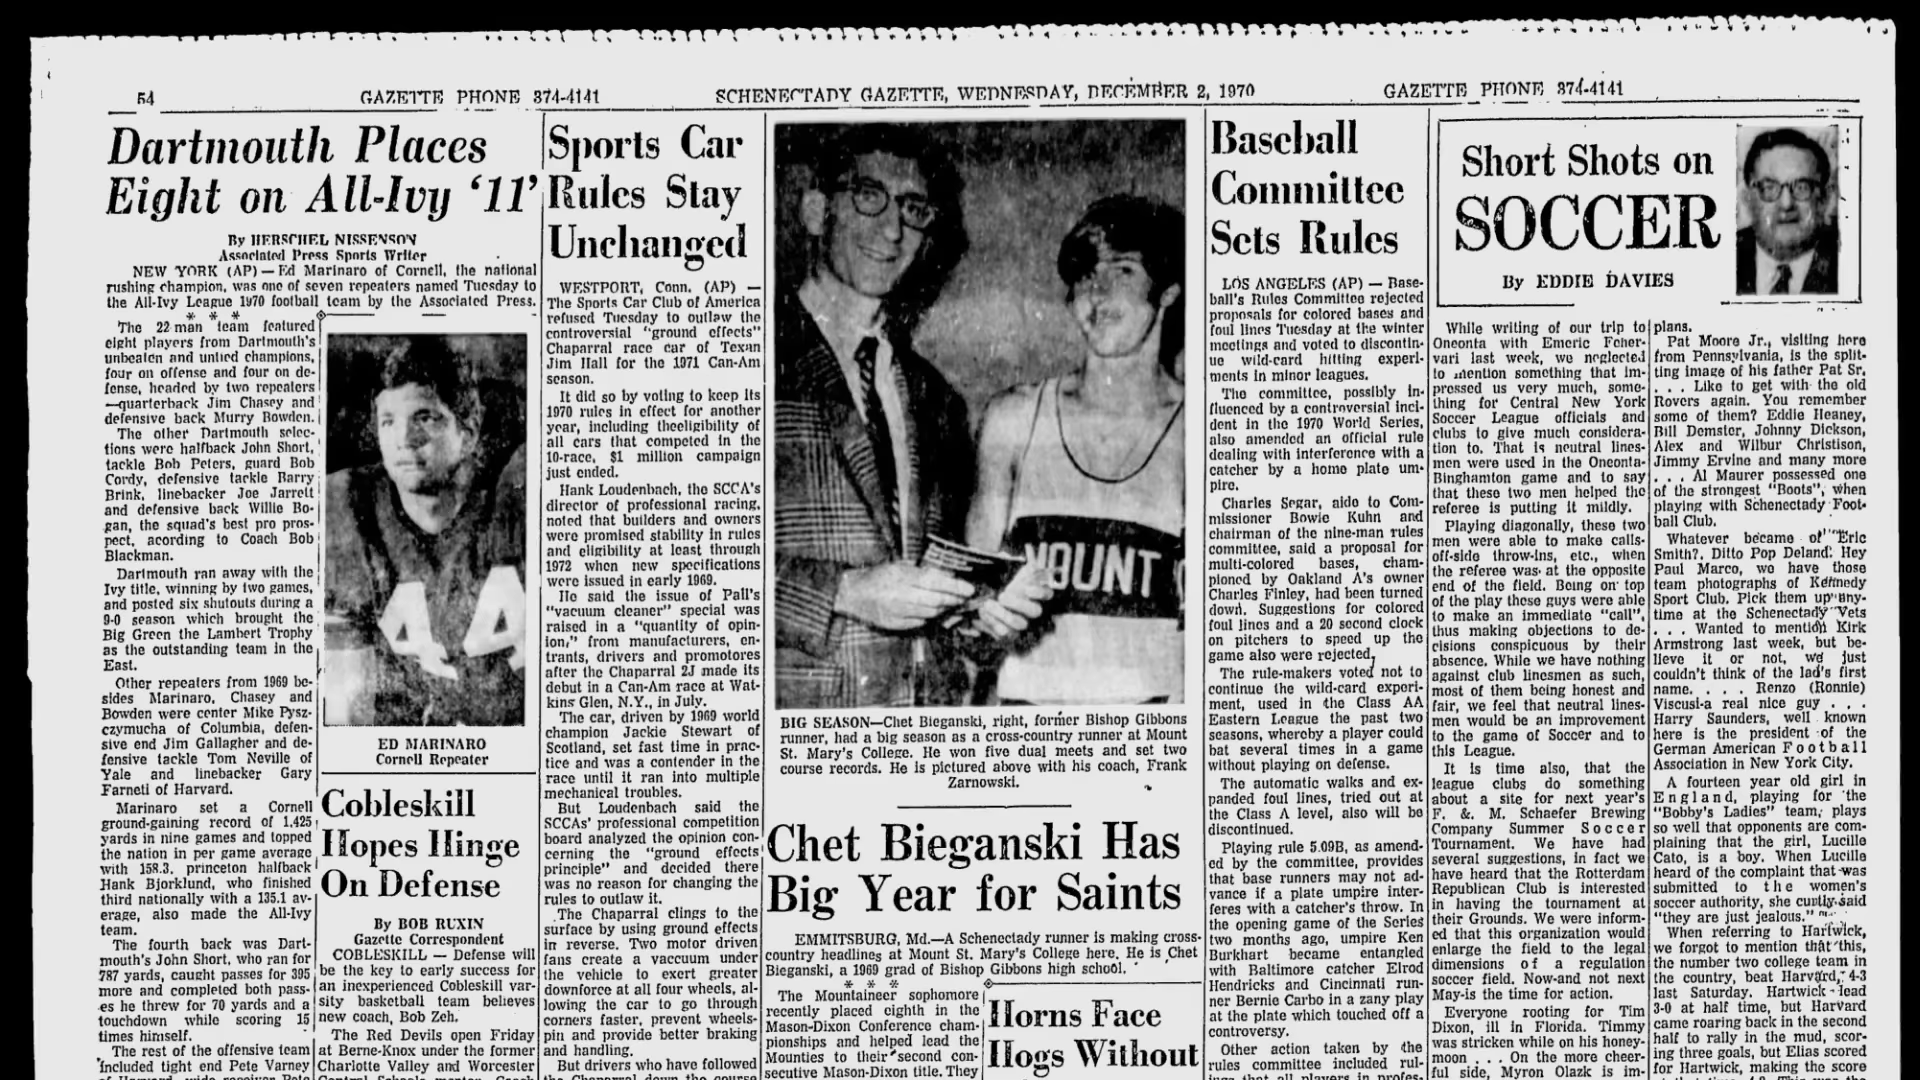 54
GAZETTE PHONE 374-4141
SCHENECTADY GAZETTE, WEDNESDAY, DECEMBER 2, 1970
GAZETTE PHONE 374-4141
Dartmouth Places
Eight on All-Ivy ‘11’
By HERSCHEL NISSENSON
Associated Press Sports Writer
NEW YORK (AP) — Ed Marinaro of Cornell, the national
rushing champion, was one of seven repeaters named Tuesday to
the All-Ivy League 1970 football team by the Associated Press.
* * *
The 22-man team featured
eight players from Dartmouth's
unbeaten and untied champions,
four on offense and four on de-
fense, headed by two repeaters
—quarterback Jim Chasey and
defensive back Murry Bowden.
The other Dartmouth selec-
tions were halfback John Short,
tackle Bob Peters, guard Bob
Cordy, defensive tackle Barry
Brink, linebacker Joe Jarrett
and defensive back Willie Bo-
gan, the squad's best pro pros-
pect, acording to Coach Bob
Blackman.
Dartmouth ran away with the
Ivy title, winning by two games,
and posted six shutouts during a
9-0 season which brought the
Big Green the Lambert Trophy
as the outstanding team in the
East.
Other repeaters from 1969 be-
sides Marinaro, Chasey and
Bowden were center Mike Pysz-
czymucha of Columbia, defen-
sive end Jim Gallagher and de-
fensive tackle Tom Neville of
Yale and linebacker Gary
Farneti of Harvard.
Marinaro set a Cornell
ground-gaining record of 1,425
yards in nine games and topped
the nation in per game average
with 158.3. princeton halfback
Hank Bjorklund, who finished
third nationally with a 135.1 av-
erage, also made the All-Ivy
team.
The fourth back was Dart-
mouth's John Short, who ran for
787 yards, caught passes for 395
more and completed both pass-
es he threw for 70 yards and a
touchdown while scoring 15
times himself.
The rest of the offensive team
included tight end Pete Varney
44
ED MARINARO
Cornell Repeater
Cobleskill
Hopes Hinge
On Defense
By BOB RUXIN
Gazette Correspondent
COBLESKILL — Defense will
be the key to early success for
an inexperienced Cobleskill var-
sity basketball team believes
new coach, Bob Zeh.
The Red Devils open Friday
at Berne-Knox under the former
Charlotte Valley and Worcester
Sports Car
Rules Stay
Unchanged
WESTPORT, Conn. (AP) —
The Sports Car Club of America
refused Tuesday to outlaw the
controversial "ground effects"
Chaparral race car of Texan
Jim Hall for the 1971 Can-Am
season.
It did so by voting to keep its
1970 rules in effect for another
year, including theeligibility of
all cars that competed in the
10-race, $1 million campaign
just ended.
Hank Loudenbach, the SCCA's
director of professional racing,
noted that builders and owners
were promised stability in rules
and eligibility at least through
1972 when new specifications
were issued in early 1969.
He said the issue of Pall's
"vacuum cleaner" special was
raised in a "quantity of opin-
ion," from manufacturers, en-
trants, drivers and promotores
after the Chaparral 2J made its
debut in a Can-Am race at Wat-
kins Glen, N.Y., in July.
The car, driven by 1969 world
champion Jackie Stewart of
Scotland, set fast time in prac-
tice and was a contender in the
race until it ran into multiple
mechanical troubles.
But Loudenbach said the
SCCAs' professional competition
board analyzed the opinion con-
cerning the "ground effects
principle" and decided there
was no reason for changing the
rules to outlaw it.
The Chaparral clings to the
surface by using ground effects
in reverse. Two motor driven
fans create a vaccuum under
the vehicle to exert greater
downforce at all four wheels, al-
lowing the car to go through
corners faster, prevent wheels-
pin and provide better braking
and handling.
But drivers who have followed
MOUNT
BIG SEASON—Chet Bieganski, right, former Bishop Gibbons
runner, had a big season as a cross-country runner at Mount
St. Mary's College. He won five dual meets and set two
course records. He is pictured above with his coach, Frank
Zarnowski.
Chet Bieganski Has
Big Year for Saints
EMMITSBURG, Md.—A Schenectady runner is making cross-
country headlines at Mount St. Mary's College here. He is Chet
Bieganski, a 1969 grad of Bishop Gibbons high school.
* * *
The Mountaineer sophomore
recently placed eighth in the
Mason-Dixon Conference cham-
pionships and helped lead the
Mounties to their second con-
secutive Mason-Dixon title. They
Horns Face
Hogs Without
Baseball
Committee
Sets Rules
LOS ANGELES (AP) — Base-
ball's Rules Committee rejected
proposals for colored bases and
foul lines Tuesday at the winter
meetings and voted to discontin-
ue wild-card hitting experi-
ments in minor leagues.
The committee, possibly in-
fluenced by a controversial inci-
dent in the 1970 World Series,
also amended an official rule
dealing with interference with a
catcher by a home plate um-
pire.
Charles Segar, aide to Com-
missioner Bowie Kuhn and
chairman of the nine-man rules
committee, said a proposal for
multi-colored bases, cham-
pioned by Oakland A's owner
Charles Finley, had been turned
down. Suggestions for colored
foul lines and a 20 second clock
on pitchers to speed up the
game also were rejected.
The rule-makers voted not to
continue the wild-card experi-
ment, used in the Class AA
Eastern League the past two
seasons, whereby a player could
bat several times in a game
without playing on defense.
The automatic walks and ex-
panded foul lines, tried out at
the Class A level, also will be
discontinued.
Playing rule 5.09B, as amend-
ed by the committee, provides
that base runners may not ad-
vance if a plate umpire inter-
feres with a catcher's throw. In
the opening game of the Series
two months ago, umpire Ken
Burkhart became entangled
with Baltimore catcher Elrod
Hendricks and Cincinnati run-
ner Bernie Carbo in a zany play
at the plate which touched off a
controversy.
Other action taken by the
rules committee included rul-
Short Shots on
SOCCER
By EDDIE DAVIES
While writing of our trip to
Oneonta with Emeric Feher-
vari last week, we neglected
to mention something that im-
pressed us very much, some-
thing for Central New York
Soccer League officials and
clubs to give much considera-
tion to. That is neutral lines-
men were used in the Oneonta-
Binghamton game and to say
that these two men helped the
referee is putting it mildly.
Playing diagonally, these two
men were able to make calls-
off-side throw-ins, etc., when
the referee was at the opposite
end of the field. Being on top
of the play these guys were able
to make an immediate "call",
thus making objections to de-
cisions conspicuous by their
absence. While we have nothing
against club linesmen as such,
most of them being honest and
fair, we feel that neutral lines-
men would be an improvement
to the game of Soccer and to
this League.
It is time also, that the
league clubs do something
about a site for next year's
F. &. M. Schaefer Brewing
Company Summer Soccer
Tournament. We have had
several suggestions, in fact we
have heard that the Rotterdam
Republican Club is interested
in having the tournament at
their Grounds. We were inform-
ed that this organization would
enlarge the field to the legal
dimensions of a regulation
soccer field. Now-and not next
May-is the time for action.
Everyone rooting for Tim
Dixon, ill in Florida. Timmy
was stricken while on his honey-
moon . . . On the more cheer-
ful side, Myron Olazk is im-
plans.
Pat Moore Jr., visiting here
from Pennsylvania, is the split-
ting image of his father Pat Sr.
. . . Like to get with the old
Rovers again. You remember
some of them? Eddie Heaney,
Bill Demster, Johnny Dickson,
Alex and Wilbur Christison,
Jimmy Ervine and many more
. . . Al Maurer possessed one
of the strongest "Boots", when
playing with Schenectady Foot-
ball Club.
Whatever became of Eric
Smith?. Ditto Pop Deland. Hey
Paul Marco, we have those
team photographs of Kennedy
Sport Club. Pick them up any-
time at the Schenectady Vets
. . . Wanted to mention Kirk
Armstrong last week, but be-
lieve it or not, we just
couldn't think of the lad's first
name. . . . Renzo (Ronnie)
Viscusi-a real nice guy . . .
Harry Saunders, well known
here is the president of the
German American Football
Association in New York City.
A fourteen year old girl in
England, playing for the
"Bobby's Ladies" team, plays
so well that opponents are com-
plaining that the girl, Lucille
Cato, is a boy. When Lucille
heard of the complaint that was
submitted to the women's
soccer authority, she curtly said
"they are just jealous."
When referring to Hartwick,
we forgot to mention that this,
the number two college team in
the country, beat Harvard, 4-3
last Saturday. Hartwick lead
3-0 at half time, but Harvard
came roaring back in the second
half to rally in the mud, scor-
ing three goals, but Elias scored
for Hartwick, making the score